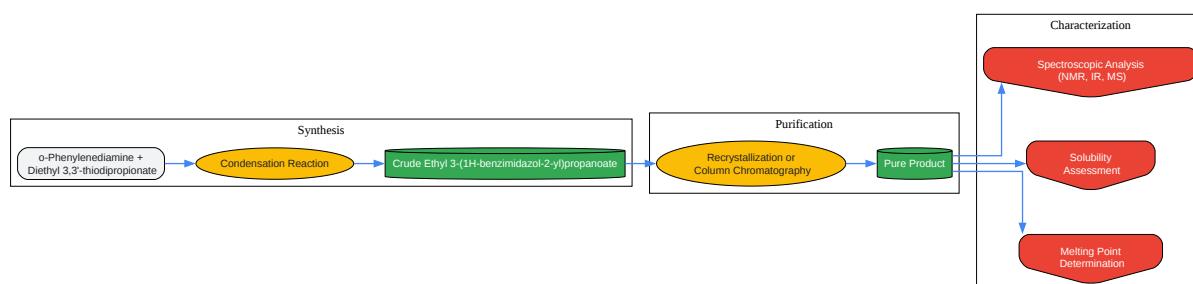 Synthesis
o-Phenylenediamine +
Diethyl 3,3'-thiodipropionate
Condensation Reaction
Crude Ethyl 3-(1H-benzimidazol-2-yl)propanoate
Purification
Recrystallization or
Column Chromatography
Pure Product
Characterization
Spectroscopic Analysis
(NMR, IR, MS)
Solubility
Assessment
Melting Point
Determination